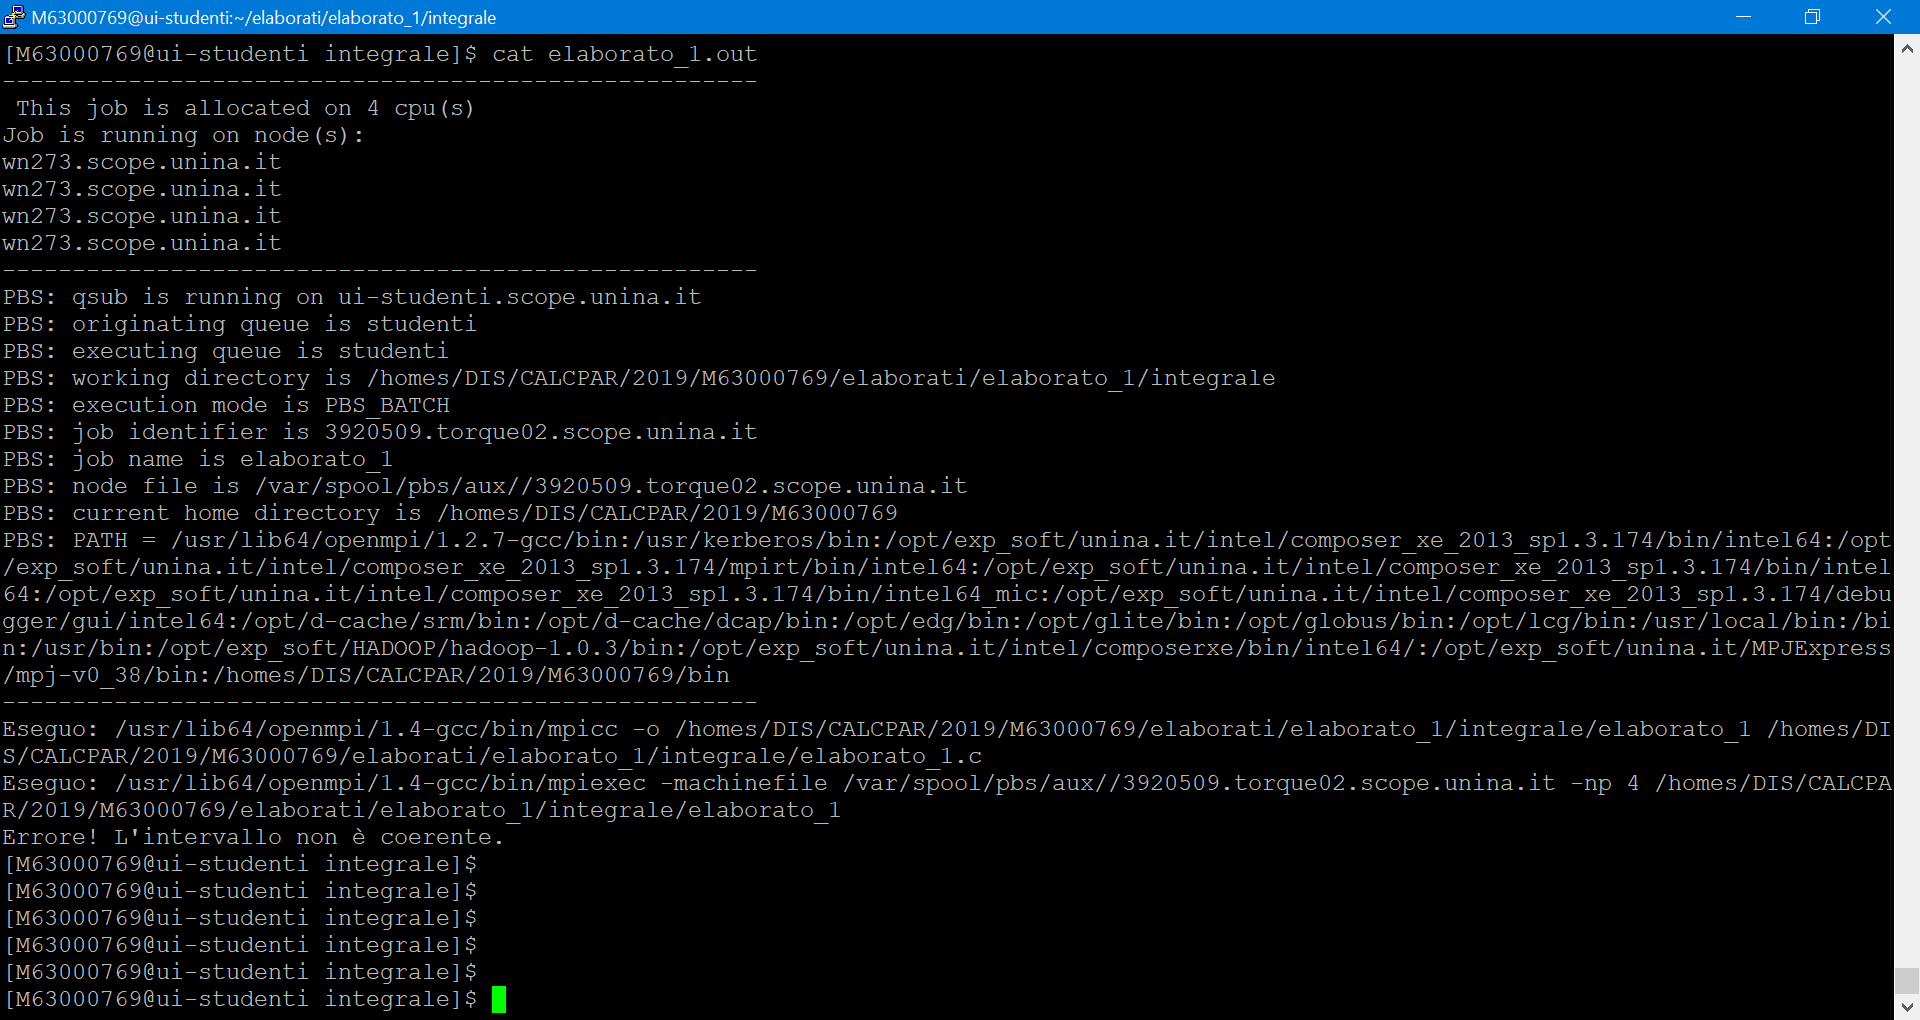 M63000769@ui-studenti:~/elaborati/elaborato_1/integrale
[M63000769@ui-studenti integrale]$ cat elaborato_1.out
------------------------------------------------------
 This job is allocated on 4 cpu(s)
Job is running on node(s):
wn273.scope.unina.it
wn273.scope.unina.it
wn273.scope.unina.it
wn273.scope.unina.it
------------------------------------------------------
PBS: qsub is running on ui-studenti.scope.unina.it
PBS: originating queue is studenti
PBS: executing queue is studenti
PBS: working directory is /homes/DIS/CALCPAR/2019/M63000769/elaborati/elaborato_1/integrale
PBS: execution mode is PBS_BATCH
PBS: job identifier is 3920509.torque02.scope.unina.it
PBS: job name is elaborato_1
PBS: node file is /var/spool/pbs/aux//3920509.torque02.scope.unina.it
PBS: current home directory is /homes/DIS/CALCPAR/2019/M63000769
PBS: PATH = /usr/lib64/openmpi/1.2.7-gcc/bin:/usr/kerberos/bin:/opt/exp_soft/unina.it/intel/composer_xe_2013_sp1.3.174/bin/intel64:/opt
/exp_soft/unina.it/intel/composer_xe_2013_sp1.3.174/mpirt/bin/intel64:/opt/exp_soft/unina.it/intel/composer_xe_2013_sp1.3.174/bin/intel
64:/opt/exp_soft/unina.it/intel/composer_xe_2013_sp1.3.174/bin/intel64_mic:/opt/exp_soft/unina.it/intel/composer_xe_2013_sp1.3.174/debu
gger/gui/intel64:/opt/d-cache/srm/bin:/opt/d-cache/dcap/bin:/opt/edg/bin:/opt/glite/bin:/opt/globus/bin:/opt/lcg/bin:/usr/local/bin:/bi
n:/usr/bin:/opt/exp_soft/HADOOP/hadoop-1.0.3/bin:/opt/exp_soft/unina.it/intel/composerxe/bin/intel64/:/opt/exp_soft/unina.it/MPJExpress
/mpj-v0_38/bin:/homes/DIS/CALCPAR/2019/M63000769/bin
------------------------------------------------------
Eseguo: /usr/lib64/openmpi/1.4-gcc/bin/mpicc -o /homes/DIS/CALCPAR/2019/M63000769/elaborati/elaborato_1/integrale/elaborato_1 /homes/DI
S/CALCPAR/2019/M63000769/elaborati/elaborato_1/integrale/elaborato_1.c
Eseguo: /usr/lib64/openmpi/1.4-gcc/bin/mpiexec -machinefile /var/spool/pbs/aux//3920509.torque02.scope.unina.it -np 4 /homes/DIS/CALCPA
R/2019/M63000769/elaborati/elaborato_1/integrale/elaborato_1
Errore! L'intervallo non è coerente.
[M63000769@ui-studenti integrale]$
[M63000769@ui-studenti integrale]$
[M63000769@ui-studenti integrale]$
[M63000769@ui-studenti integrale]$
[M63000769@ui-studenti integrale]$
[M63000769@ui-studenti integrale]$